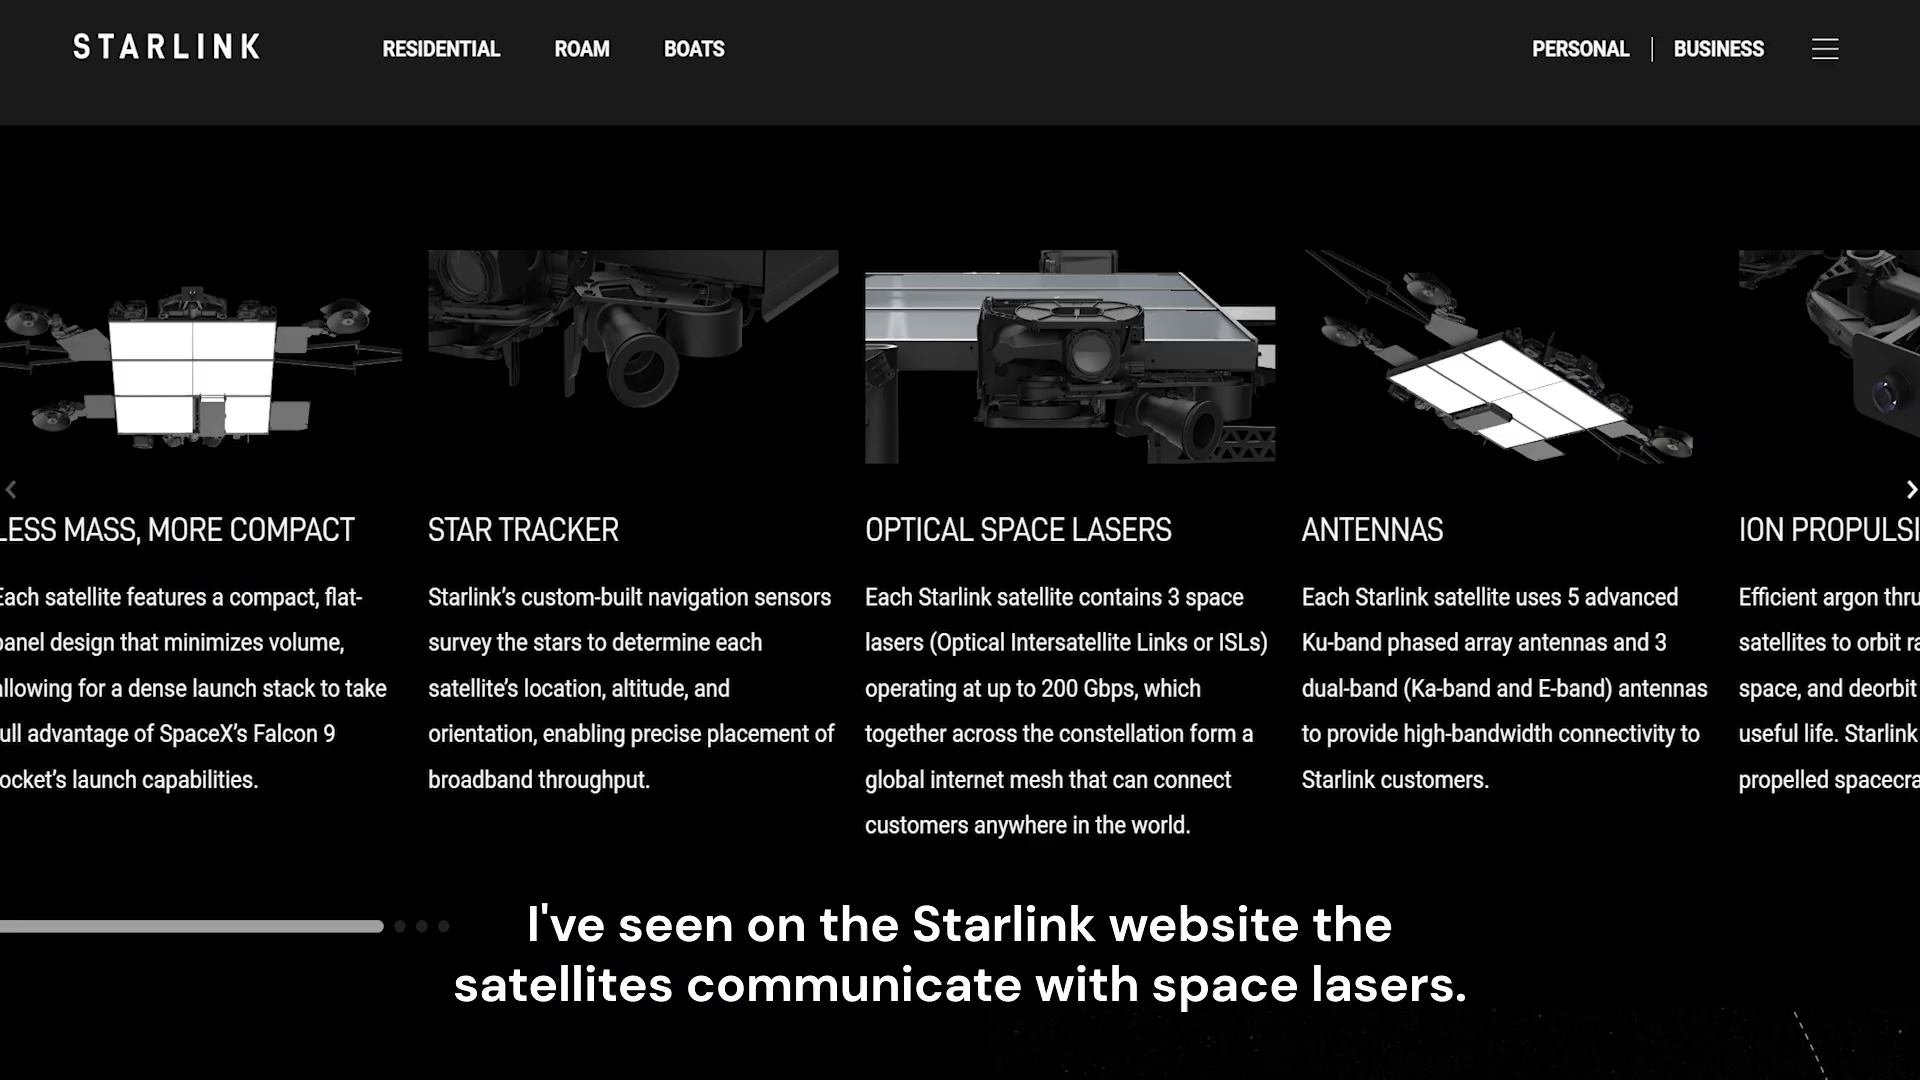 STARLINK
RESIDENTIAL ROAM BOATS
PERSONAL BUSINESS
LESS MASS, MORE COMPACT
Each satellite features a compact, flat-
panel design that minimizes volume,
allowing for a dense launch stack to take
full advantage of SpaceX's Falcon 9
rocket's launch capabilities.
STAR TRACKER
Starlink's custom-built navigation sensors
survey the stars to determine each
satellite's location, altitude, and
orientation, enabling precise placement of
broadband throughput.
OPTICAL SPACE LASERS
Each Starlink satellite contains 3 space
lasers (Optical Intersatellite Links or ISLs)
operating at up to 200 Gbps, which
together across the constellation form a
global internet mesh that can connect
customers anywhere in the world.
ANTENNAS
Each Starlink satellite uses 5 advanced
Ku-band phased array antennas and 3
dual-band (Ka-band and E-band) antennas
to provide high-bandwidth connectivity to
Starlink customers.
ION PROPULSI
Efficient argon thru
satellites to orbit ra
space, and deorbit
useful life. Starlink
propelled spacecra
I've seen on the Starlink website the
satellites communicate with space lasers.